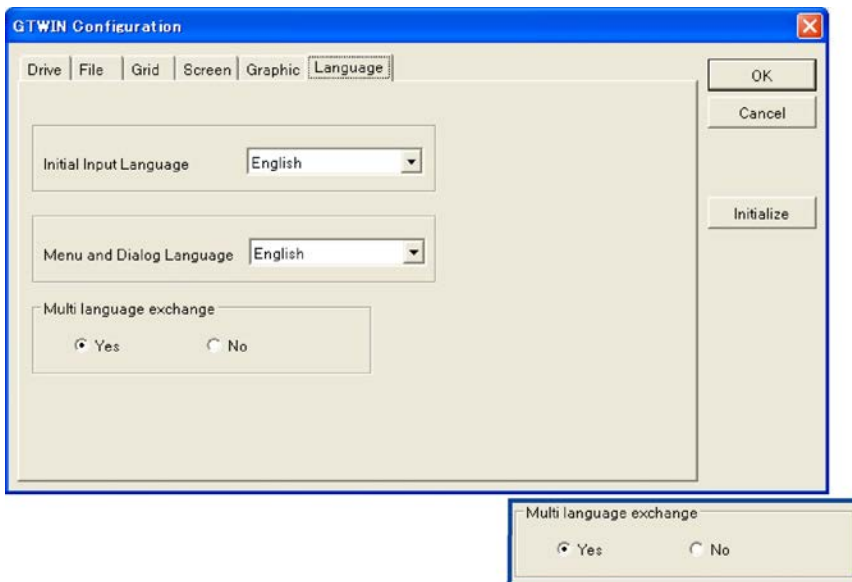 GTWIN Configuration
Drive File Grid Screen Graphic Language
OK
Cancel
Initial Input Language English
Initialize
Menu and Dialog Language English
Multi language exchange
Yes No
Multi language exchange
Yes No